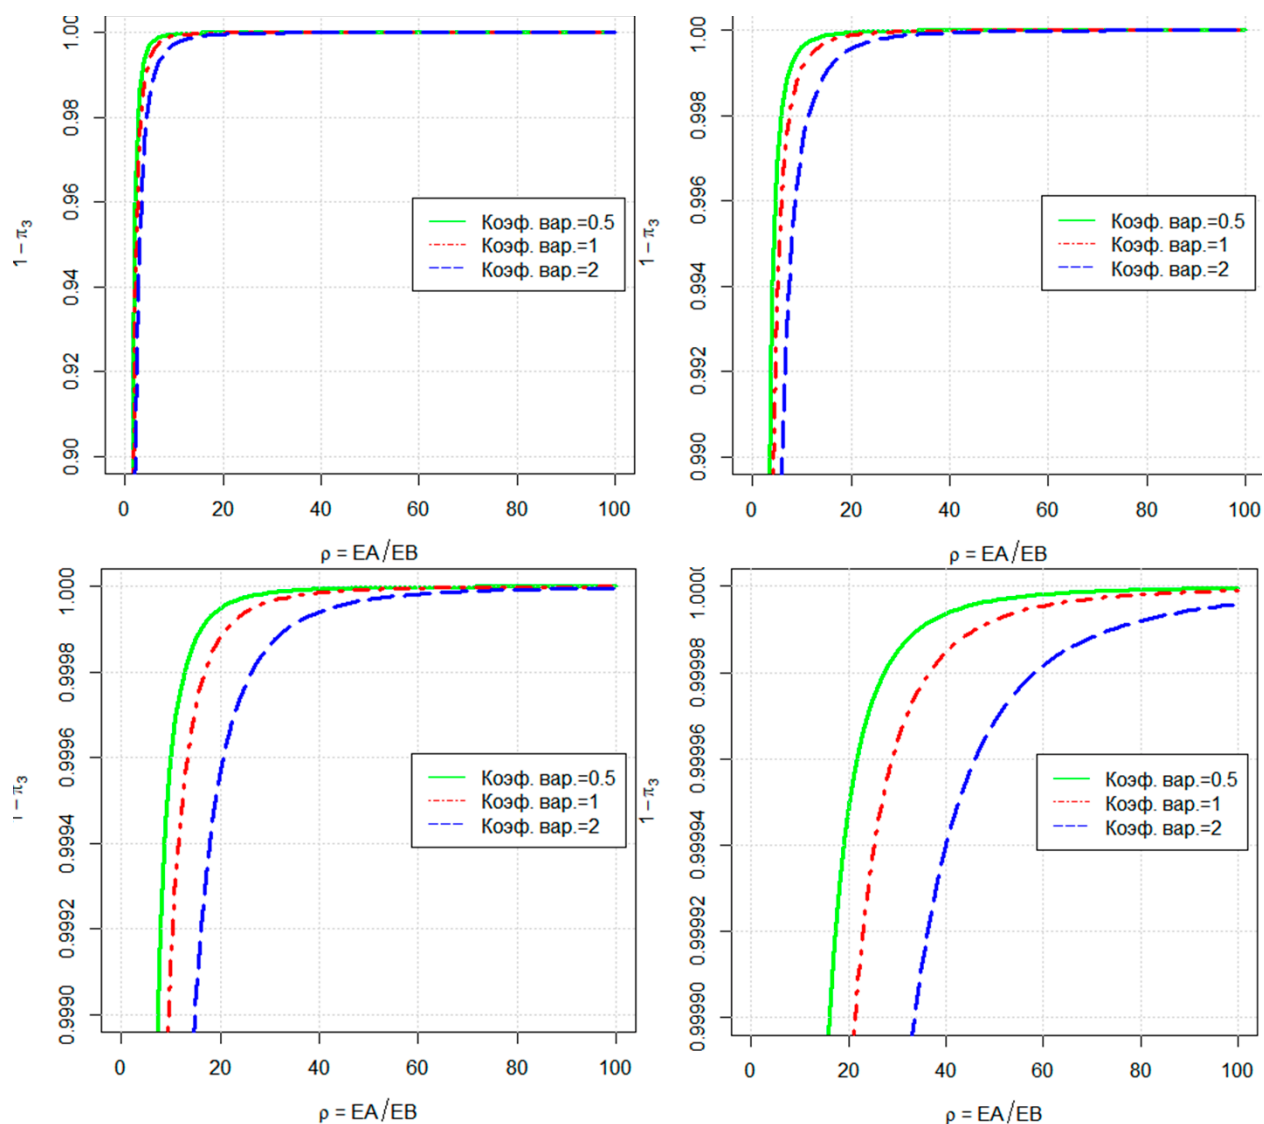 1.00
0.98
0.96
0.94
0.92
0.90
1 − π3
Коэф. вар.=0.5
Коэф. вар.=1
Коэф. вар.=2
0 20 40 60 80 100
ρ = EA/EB
1.00
0.998
0.996
0.994
0.992
0.990
1 − π3
Коэф. вар.=0.5
Коэф. вар.=1
Коэф. вар.=2
0 20 40 60 80 100
ρ = EA/EB
1.000
0.9998
0.9996
0.9994
0.9992
0.9990
− π3
Коэф. вар.=0.5
Коэф. вар.=1
Коэф. вар.=2
0 20 40 60 80 100
ρ = EA/EB
1.0000
0.99998
0.99996
0.99994
0.99992
0.99990
1 − π3
Коэф. вар.=0.5
Коэф. вар.=1
Коэф. вар.=2
0 20 40 60 80 100
ρ = EA/EB